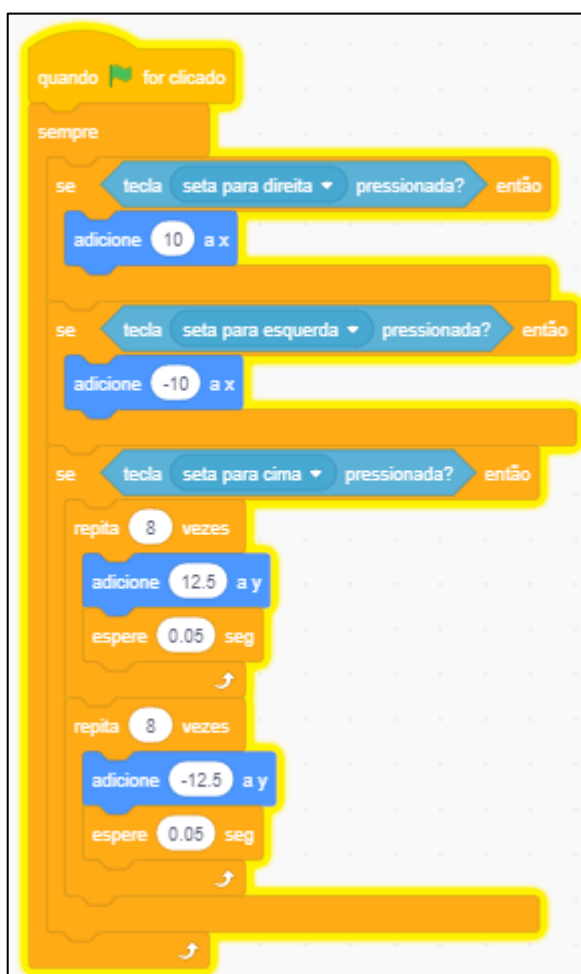 quando for clicado
sempre
se tecla seta para direita pressionada? então
adicione 10 a x
se tecla seta para esquerda pressionada? então
adicione -10 a x
se tecla seta para cima pressionada? então
repita 8 vezes
adicione 12.5 a y
espere 0.05 seg
repita 8 vezes
adicione -12.5 a y
espere 0.05 seg